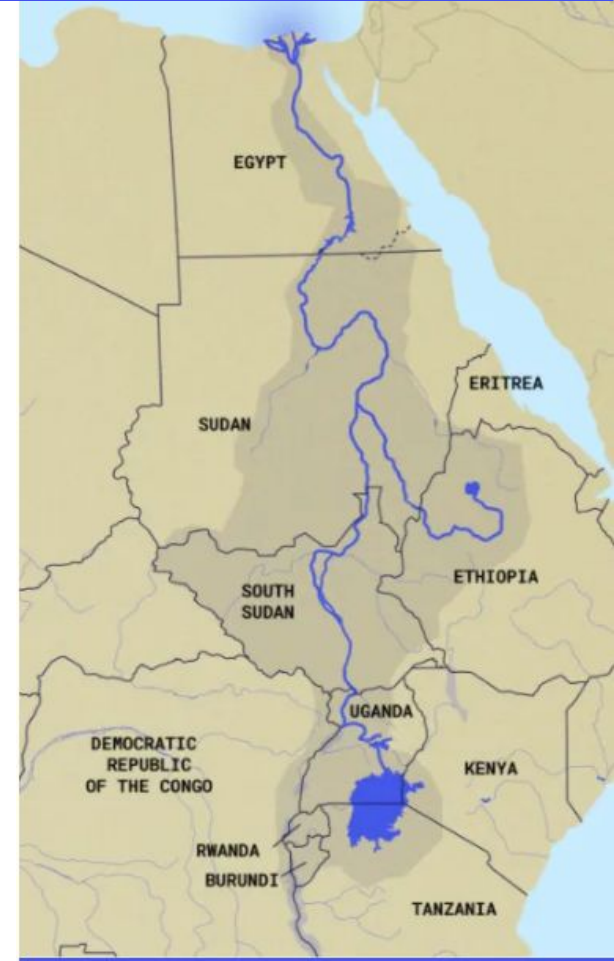 EGYPT
ERITREA
SUDAN
ETHIOPIA
SOUTH
SUDAN
UGANDA
DEMOCRATIC
REPUBLIC
OF THE CONGO
KENYA
RWANDA
BURUNDI
TANZANIA